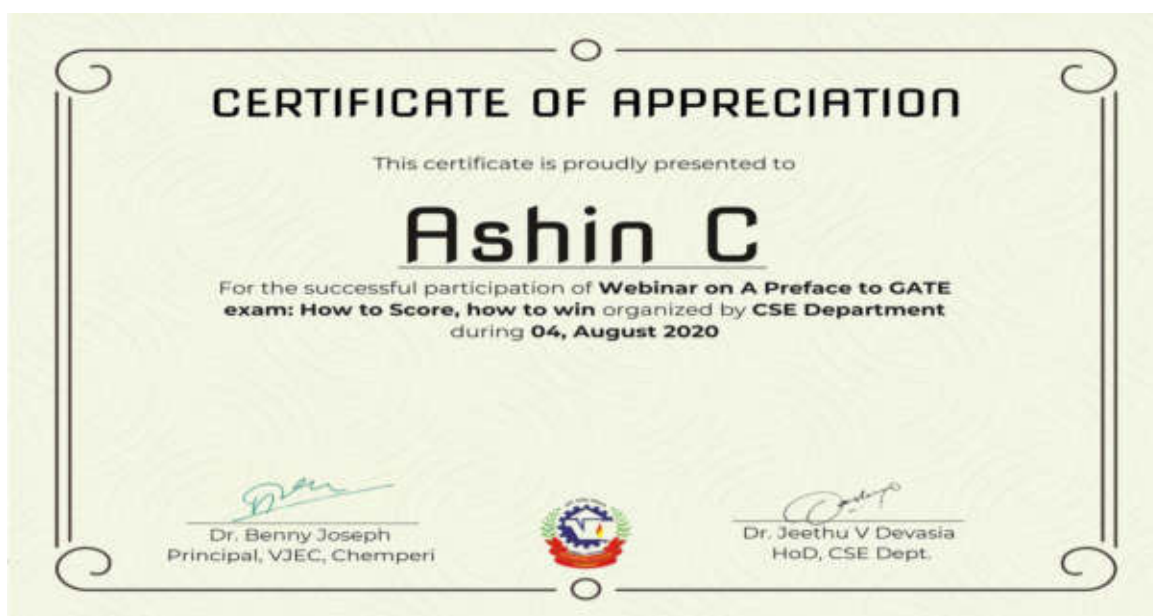 CERTIFICATE OF APPRECIATION
This certificate is proudly presented to
Ashin C
For the successful participation of Webinar on A Preface to GATE
exam: How to Score, how to win organized by CSE Department
during 04, August 2020
Dr. Benny Joseph
Principal, VJEC, Chemperi
Dr. Jeethu V Devasia
HoD, CSE Dept.